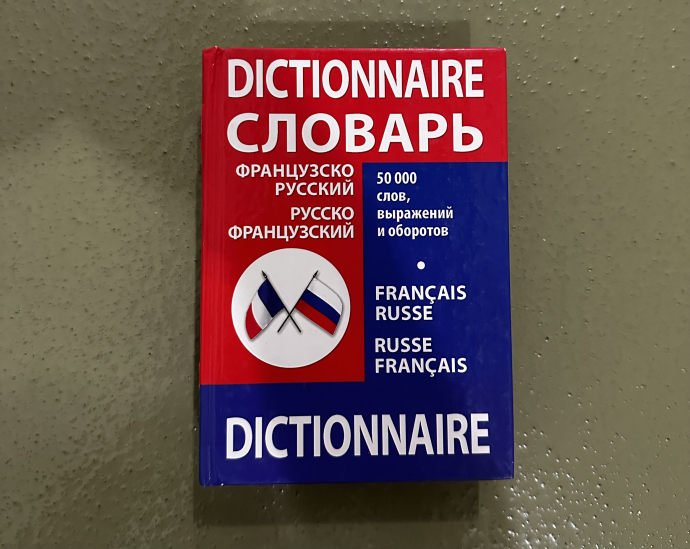 DICTIONNAIRE
СЛОВАРЬ
ФРАНЦУЗСКО
РУССКИЙ
РУССКО
ФРАНЦУЗСКИЙ
50 000
слов,
выражений
и оборотов
•
FRANÇAIS
RUSSE
RUSSE
FRANÇAIS
DICTIONNAIRE